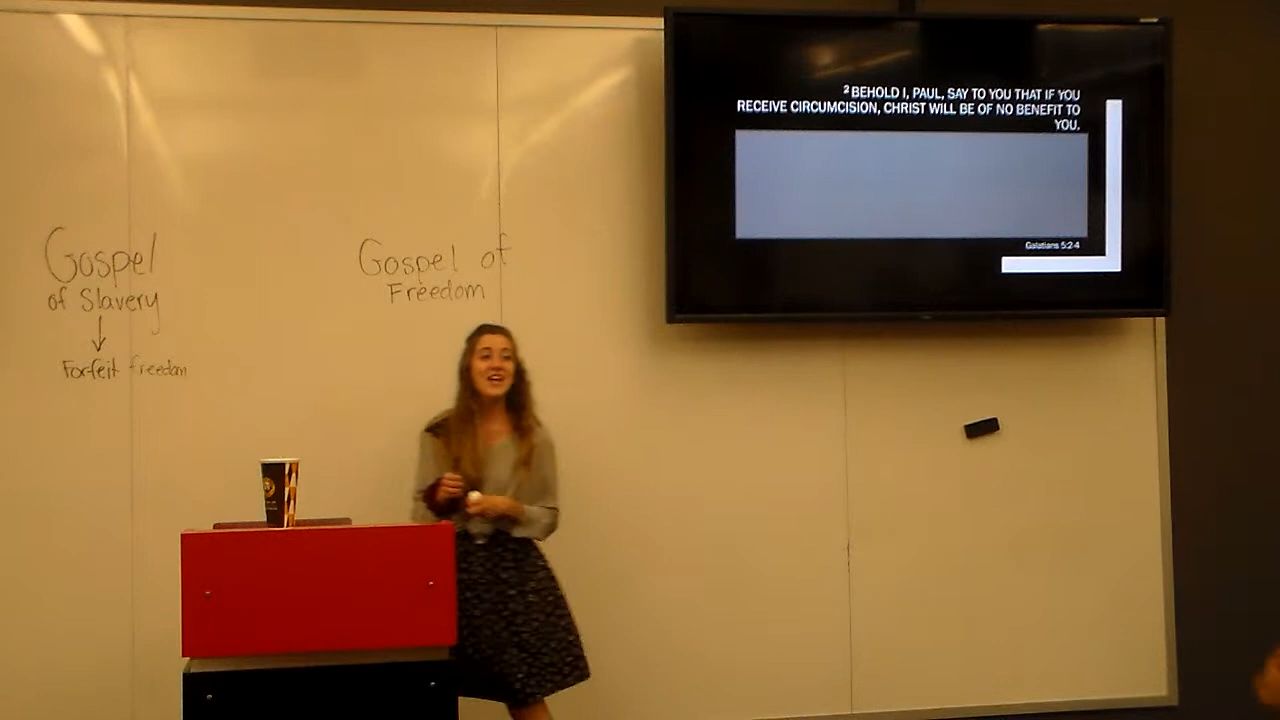 Gospel
of Slavery
Forfeit freedom
Gospel of
Freedom
2 BEHOLD I, PAUL, SAY TO YOU THAT IF YOU
RECEIVE CIRCUMCISION, CHRIST WILL BE OF NO BENEFIT TO
YOU.
Galatians 5:2-4